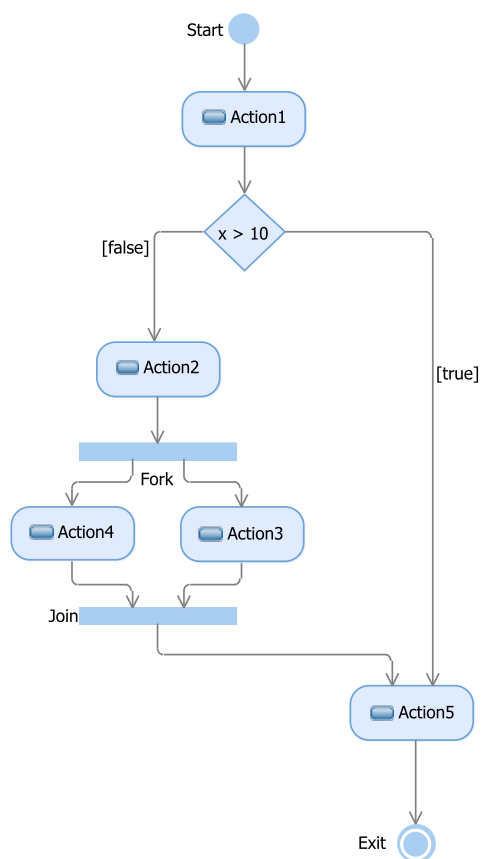 Start
Action1
x > 10
[false]
Action2
[true]
Fork
Action4
Action3
Join
Action5
Exit